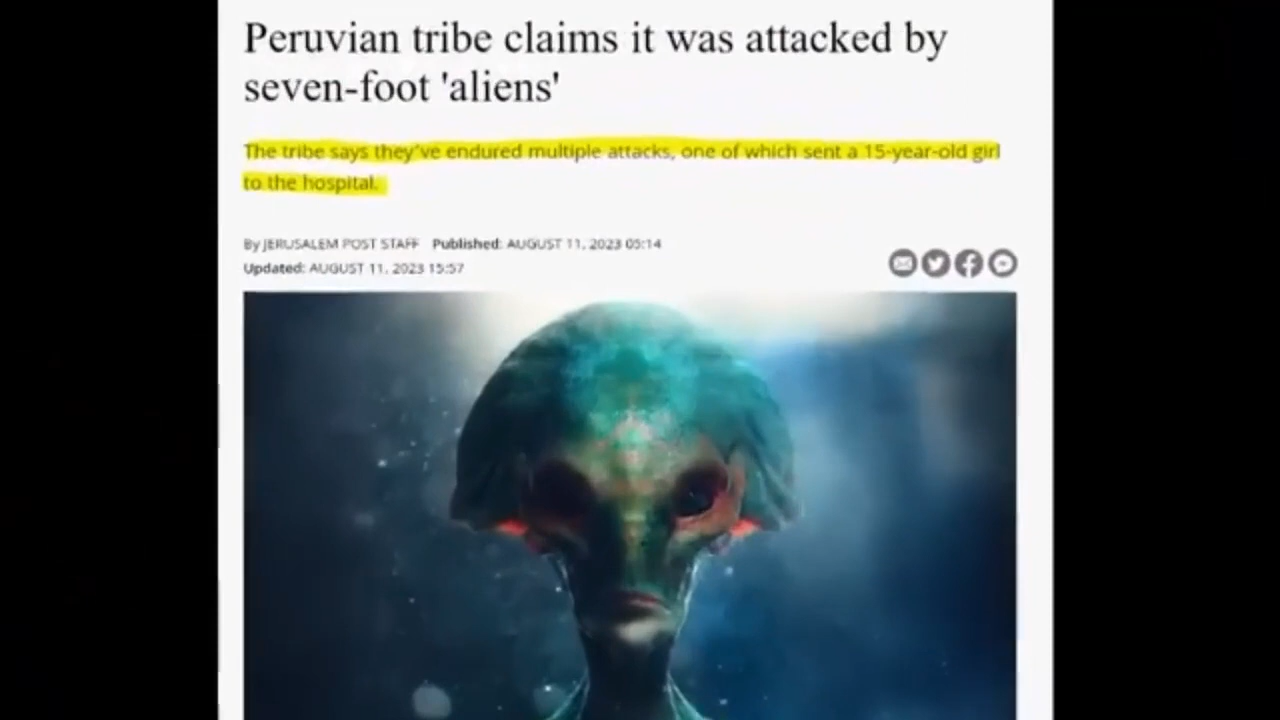 Peruvian tribe claims it was attacked by
seven-foot 'aliens'
The tribe says they've endured multiple attacks, one of which sent a 15-year-old girl
to the hospital.
By JERUSALEM POST STAFF Published: AUGUST 11, 2023 05:14
Updated: AUGUST 11, 2023 15:57